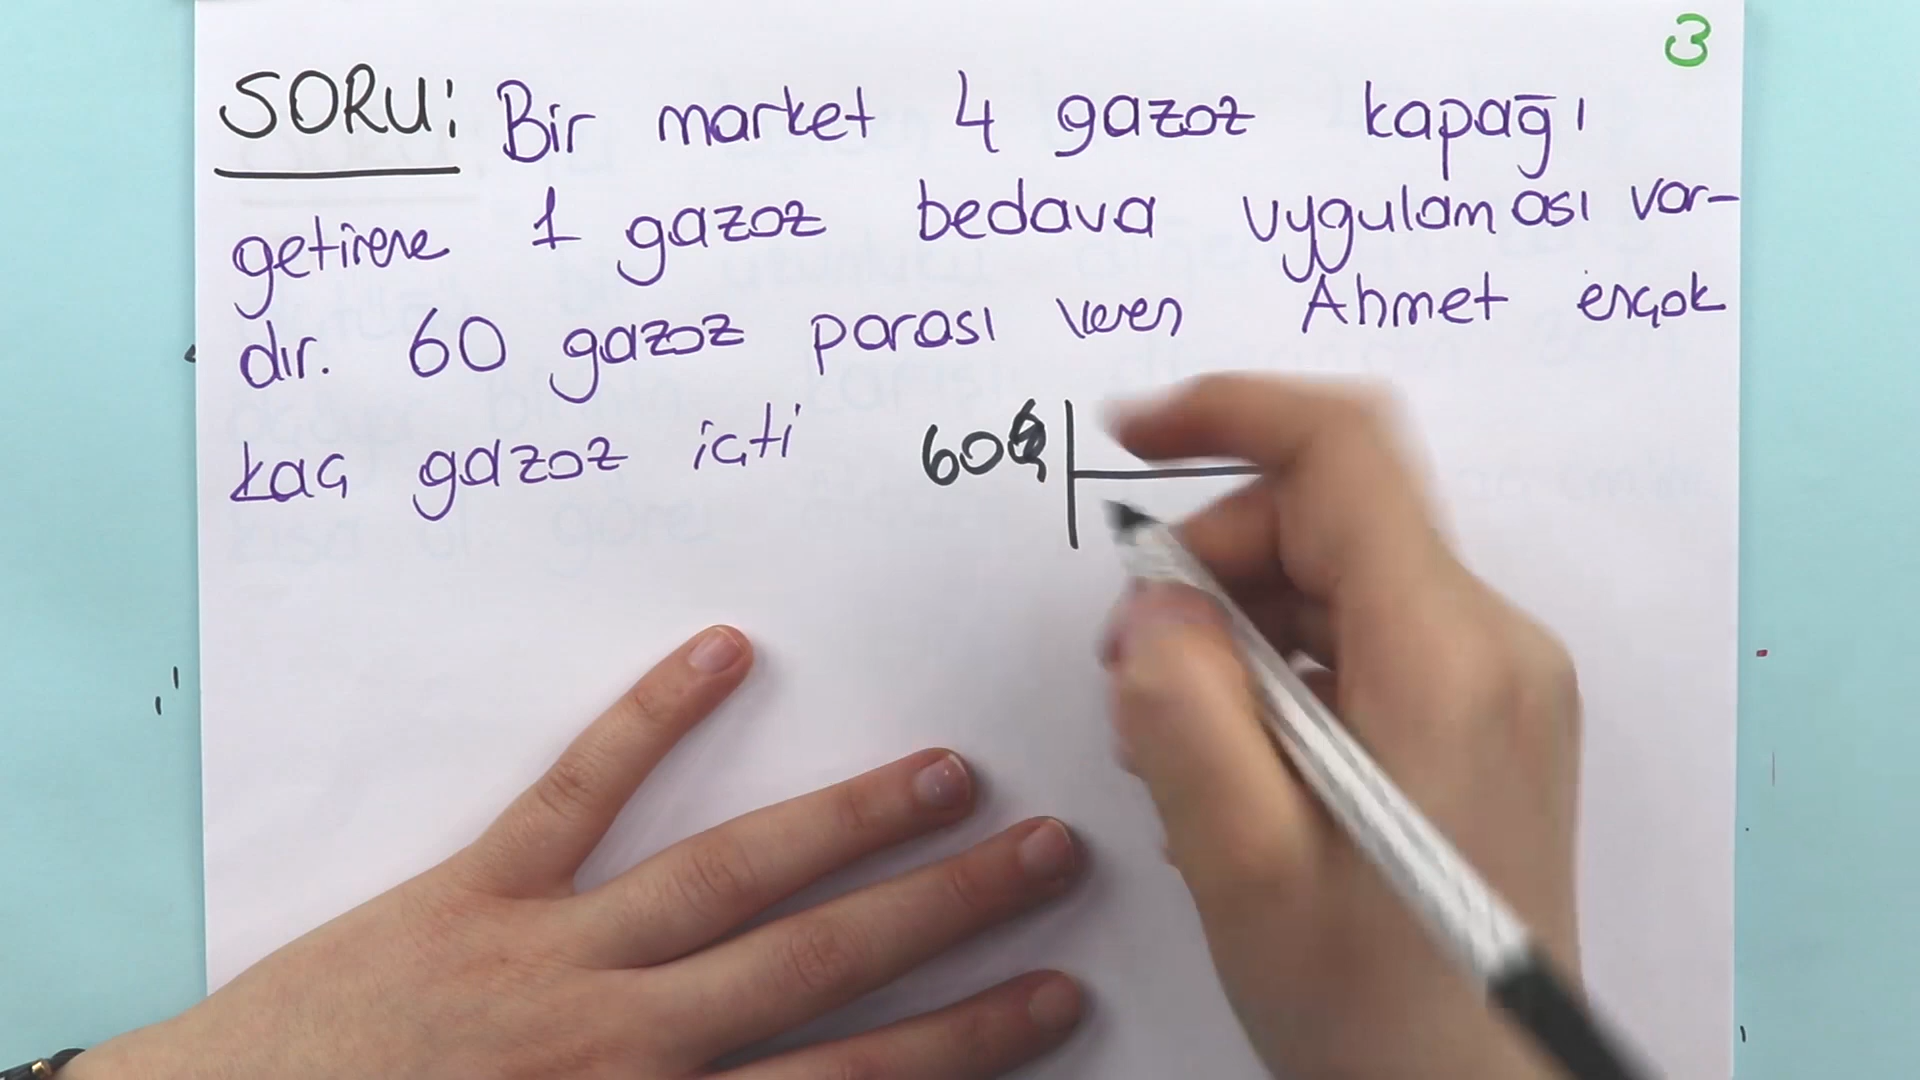 3
SORU: Bir market 4 gazoz kapağı
getirene 1 gazoz bedava uygulaması var-
dır. 60 gazoz parası veren Ahmet ençok
kaç gazoz içti
60